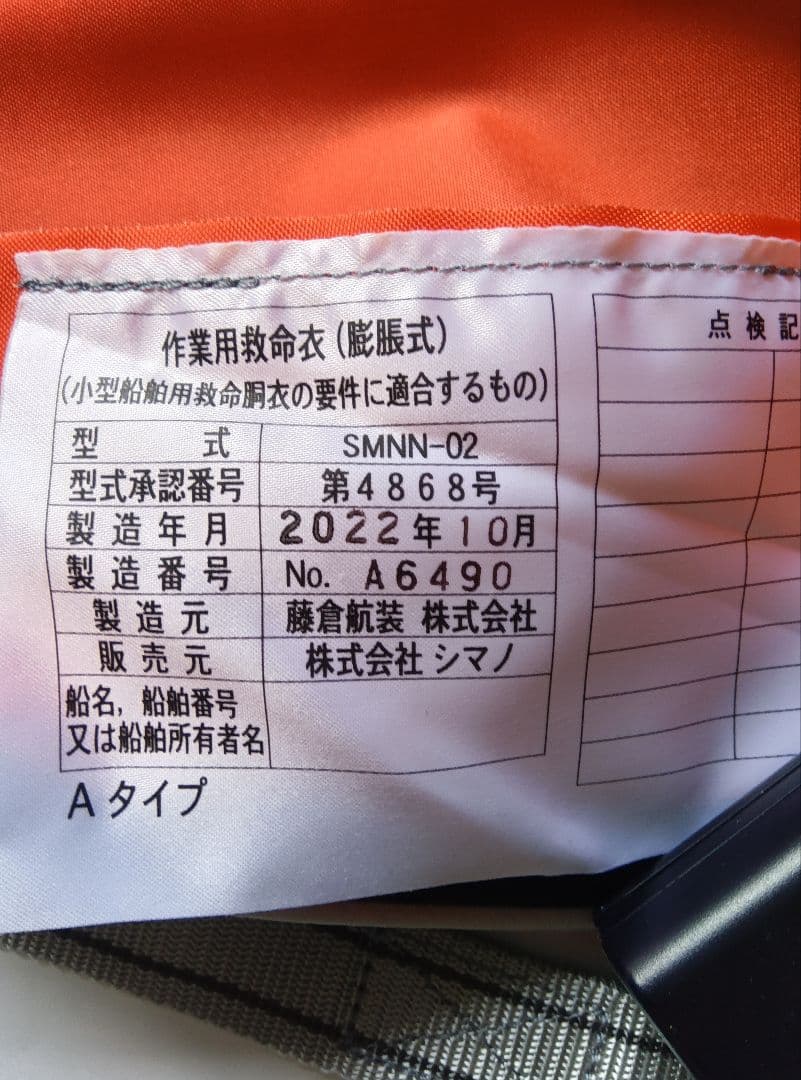 作業用救命衣(膨脹式)
(小型船舶用救命胴衣の要件に適合するもの)
型 式 SMNN-02
型式承認番号 第4868号
製造年月 2022年10月
製造番号 No. A6490
製造元 藤倉航装 株式会社
販売元 株式会社 シマノ
船名, 船舶番号
又は船舶所有者名
Aタイプ
点検記